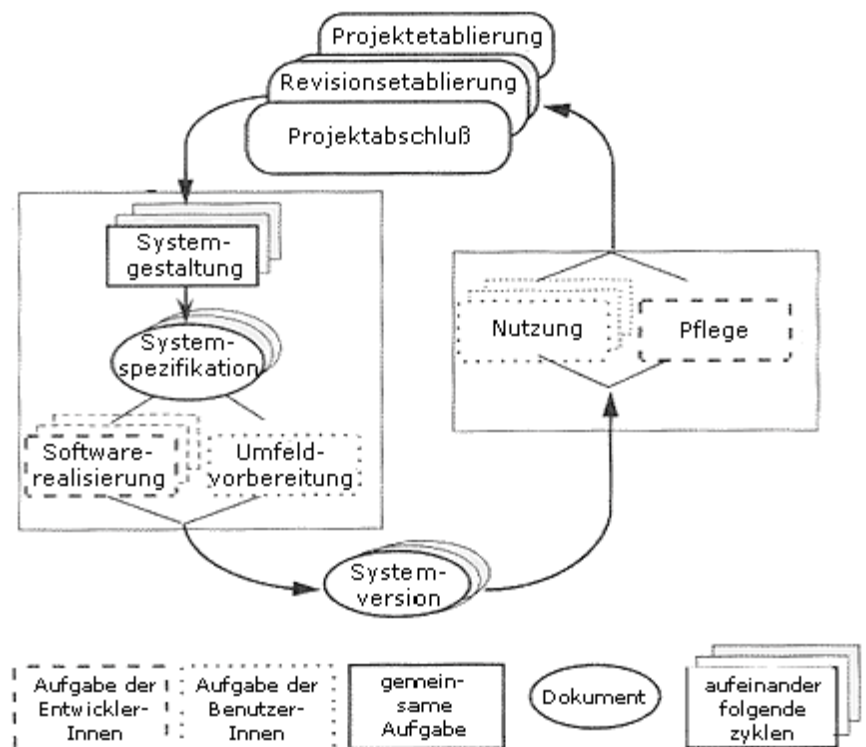 Projektetablierung
Revisionsetablierung
Projektabschluß
System-
gestaltung
System-
spezifikation
Software-
realisierung
Umfeld-
vorbereitung
System-
version
Nutzung
Pflege
Aufgabe der
Entwickler-
Innen
Aufgabe der
Benutzer-
Innen
gemnein-
same
Aufgabe
Dokument
aufeinander
folgende
zyklen